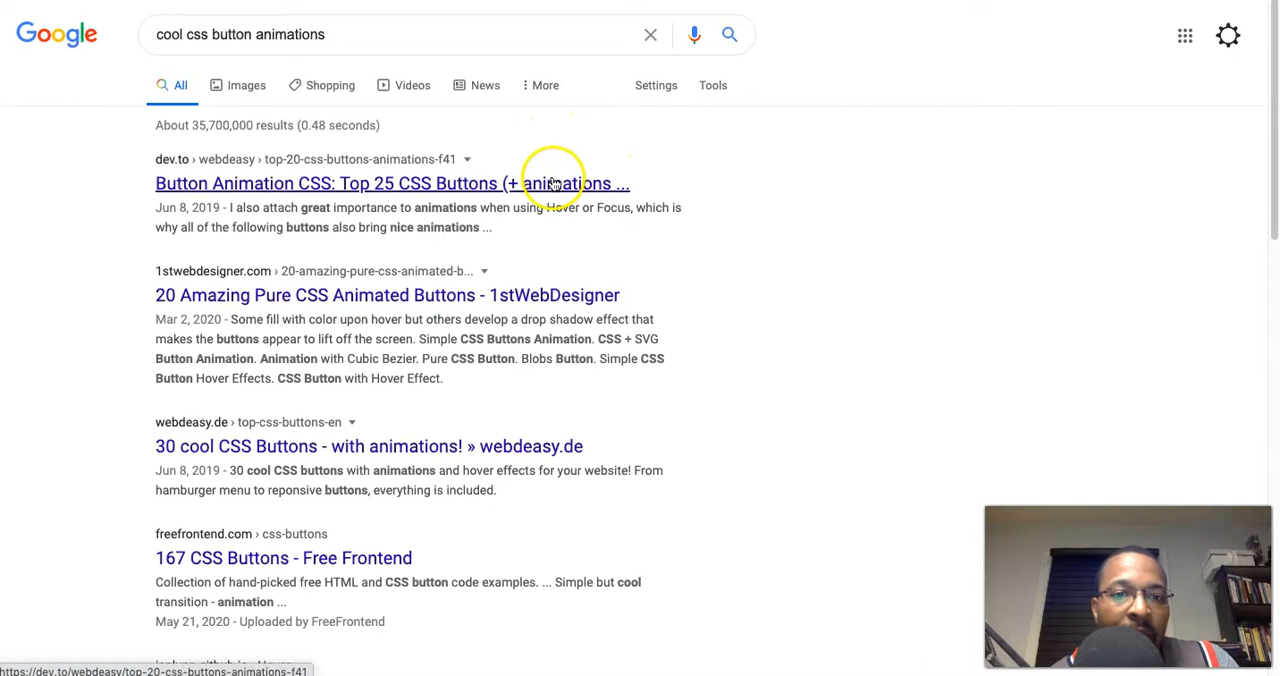 Google
cool css button animations
All Images Shopping Videos News More Settings Tools
About 35,700,000 results (0.48 seconds)
dev.to › webdeasy › top-20-css-buttons-animations-f41
Button Animation CSS: Top 25 CSS Buttons (+ animations ...
Jun 8, 2019 - I also attach great importance to animations when using Hover or Focus, which is
why all of the following buttons also bring nice animations ...
1stwebdesigner.com › 20-amazing-pure-css-animated-b...
20 Amazing Pure CSS Animated Buttons - 1stWebDesigner
Mar 2, 2020 - Some fill with color upon hover but others develop a drop shadow effect that
makes the buttons appear to lift off the screen. Simple CSS Buttons Animation. CSS + SVG
Button Animation. Animation with Cubic Bezier. Pure CSS Button. Blobs Button. Simple CSS
Button Hover Effects. CSS Button with Hover Effect.
webdeasy.de › top-css-buttons-en
30 cool CSS Buttons - with animations! » webdeasy.de
Jun 8, 2019 - 30 cool CSS buttons with animations and hover effects for your website! From
hamburger menu to reponsive buttons, everything is included.
freefrontend.com › css-buttons
167 CSS Buttons - Free Frontend
Collection of hand-picked free HTML and CSS button code examples. ... Simple but cool
transition - animation ...
May 21, 2020 - Uploaded by FreeFrontend
https://dev.to/webdeasy/top-20-css-buttons-animations-f41